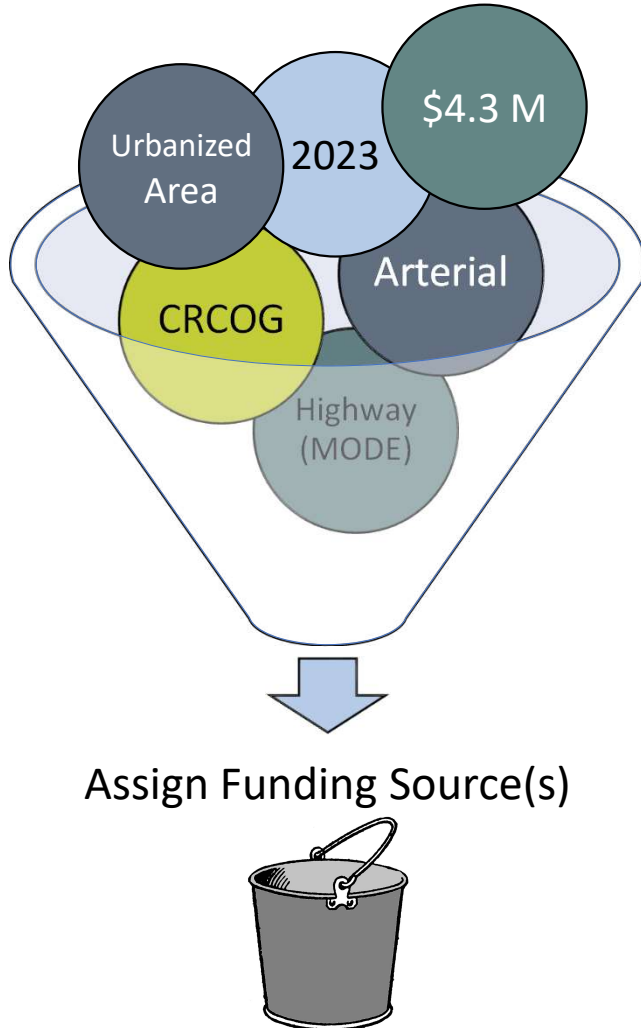 $4.3 M
Urbanized
Area
2023
Arterial
CRCOG
Highway
(MODE)
Assign Funding Source(s)